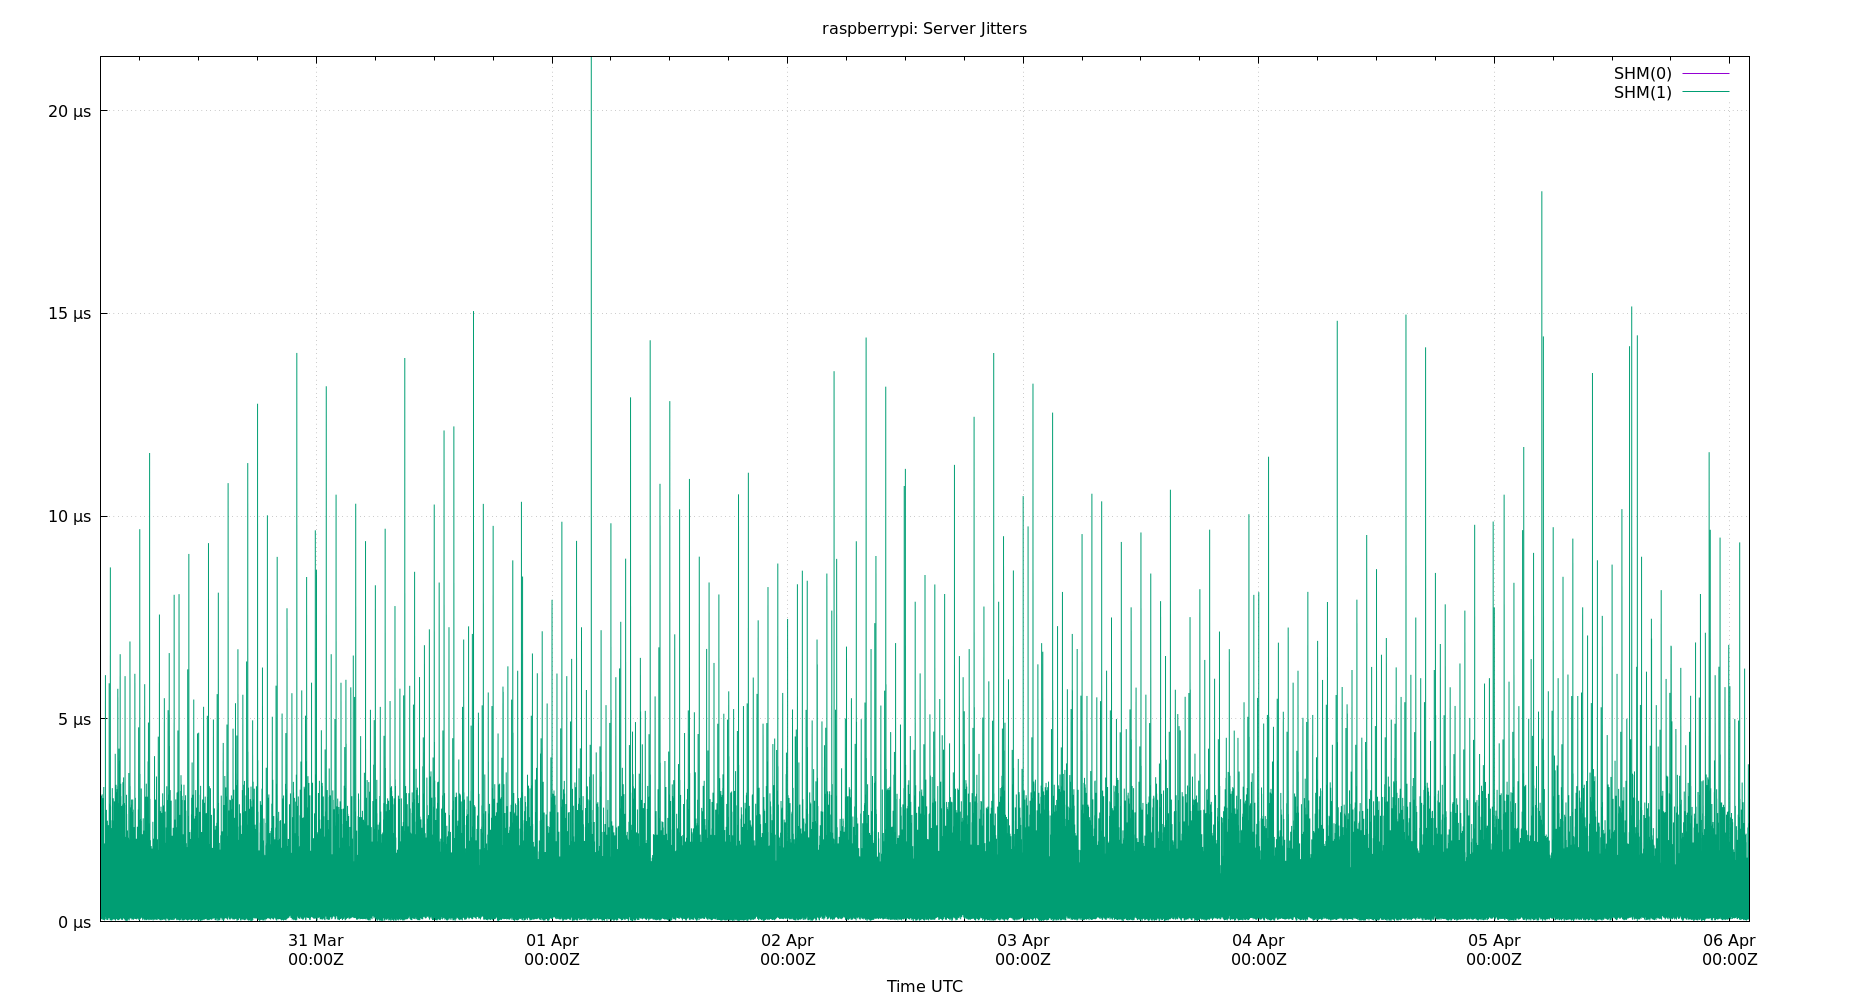 raspberrypi: Server Jitters
SHM(0)
SHM(1)
20 µs
15 µs
10 µs
5 µs
0 µs
31 Mar 01 Apr 02 Apr 03 Apr 04 Apr 05 Apr 06 Apr
00:00Z 00:00Z 00:00Z 00:00Z 00:00Z 00:00Z 00:00Z
Time UTC